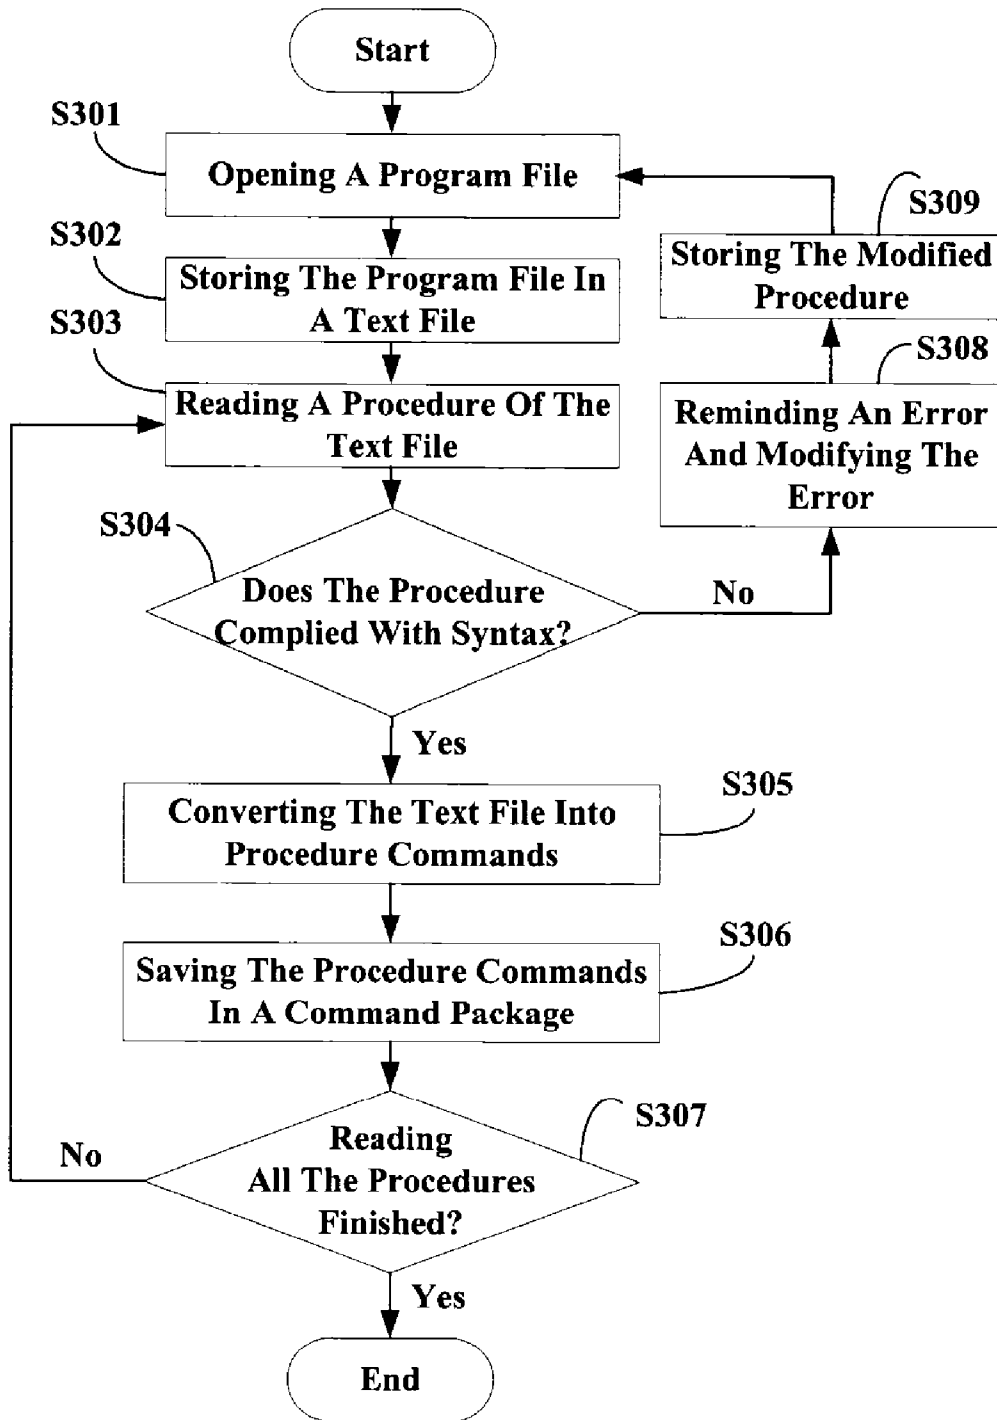 Start
S301
Opening A Program File
S309
S302
Storing The Program File In
A Text File
Storing The Modified
Procedure
S303
S308
Reading A Procedure Of The
Text File
Reminding An Error
And Modifying The
Error
S304
Does The Procedure
Complied With Syntax?
No
Yes
S305
Converting The Text File Into
Procedure Commands
S306
Saving The Procedure Commands
In A Command Package
S307
Reading
All The Procedures
Finished?
No
Yes
End